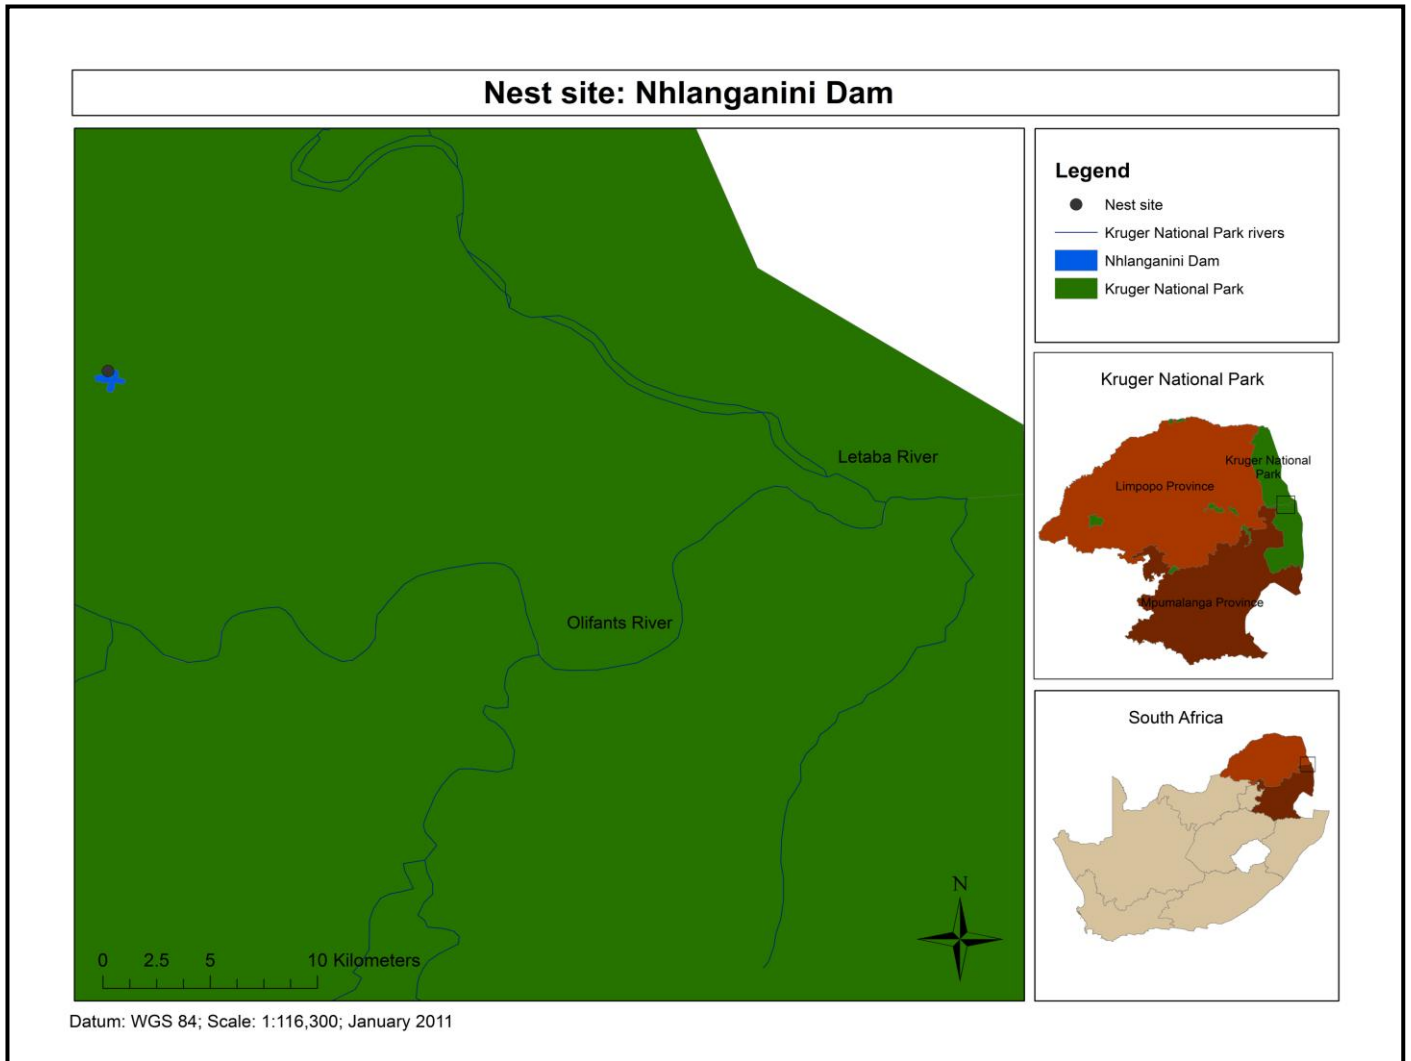 Nest site: Nhlanganini Dam
Legend
Nest site
Kruger National Park rivers
Nhlanganini Dam
Kruger National Park
Letaba River
Olifants River
N
0 2.5 5 10 Kilometers
Kruger National Park
Kruger National
Park
Limpopo Province
Mpumalanga Province
South Africa
Datum: WGS 84; Scale: 1:116,300; January 2011